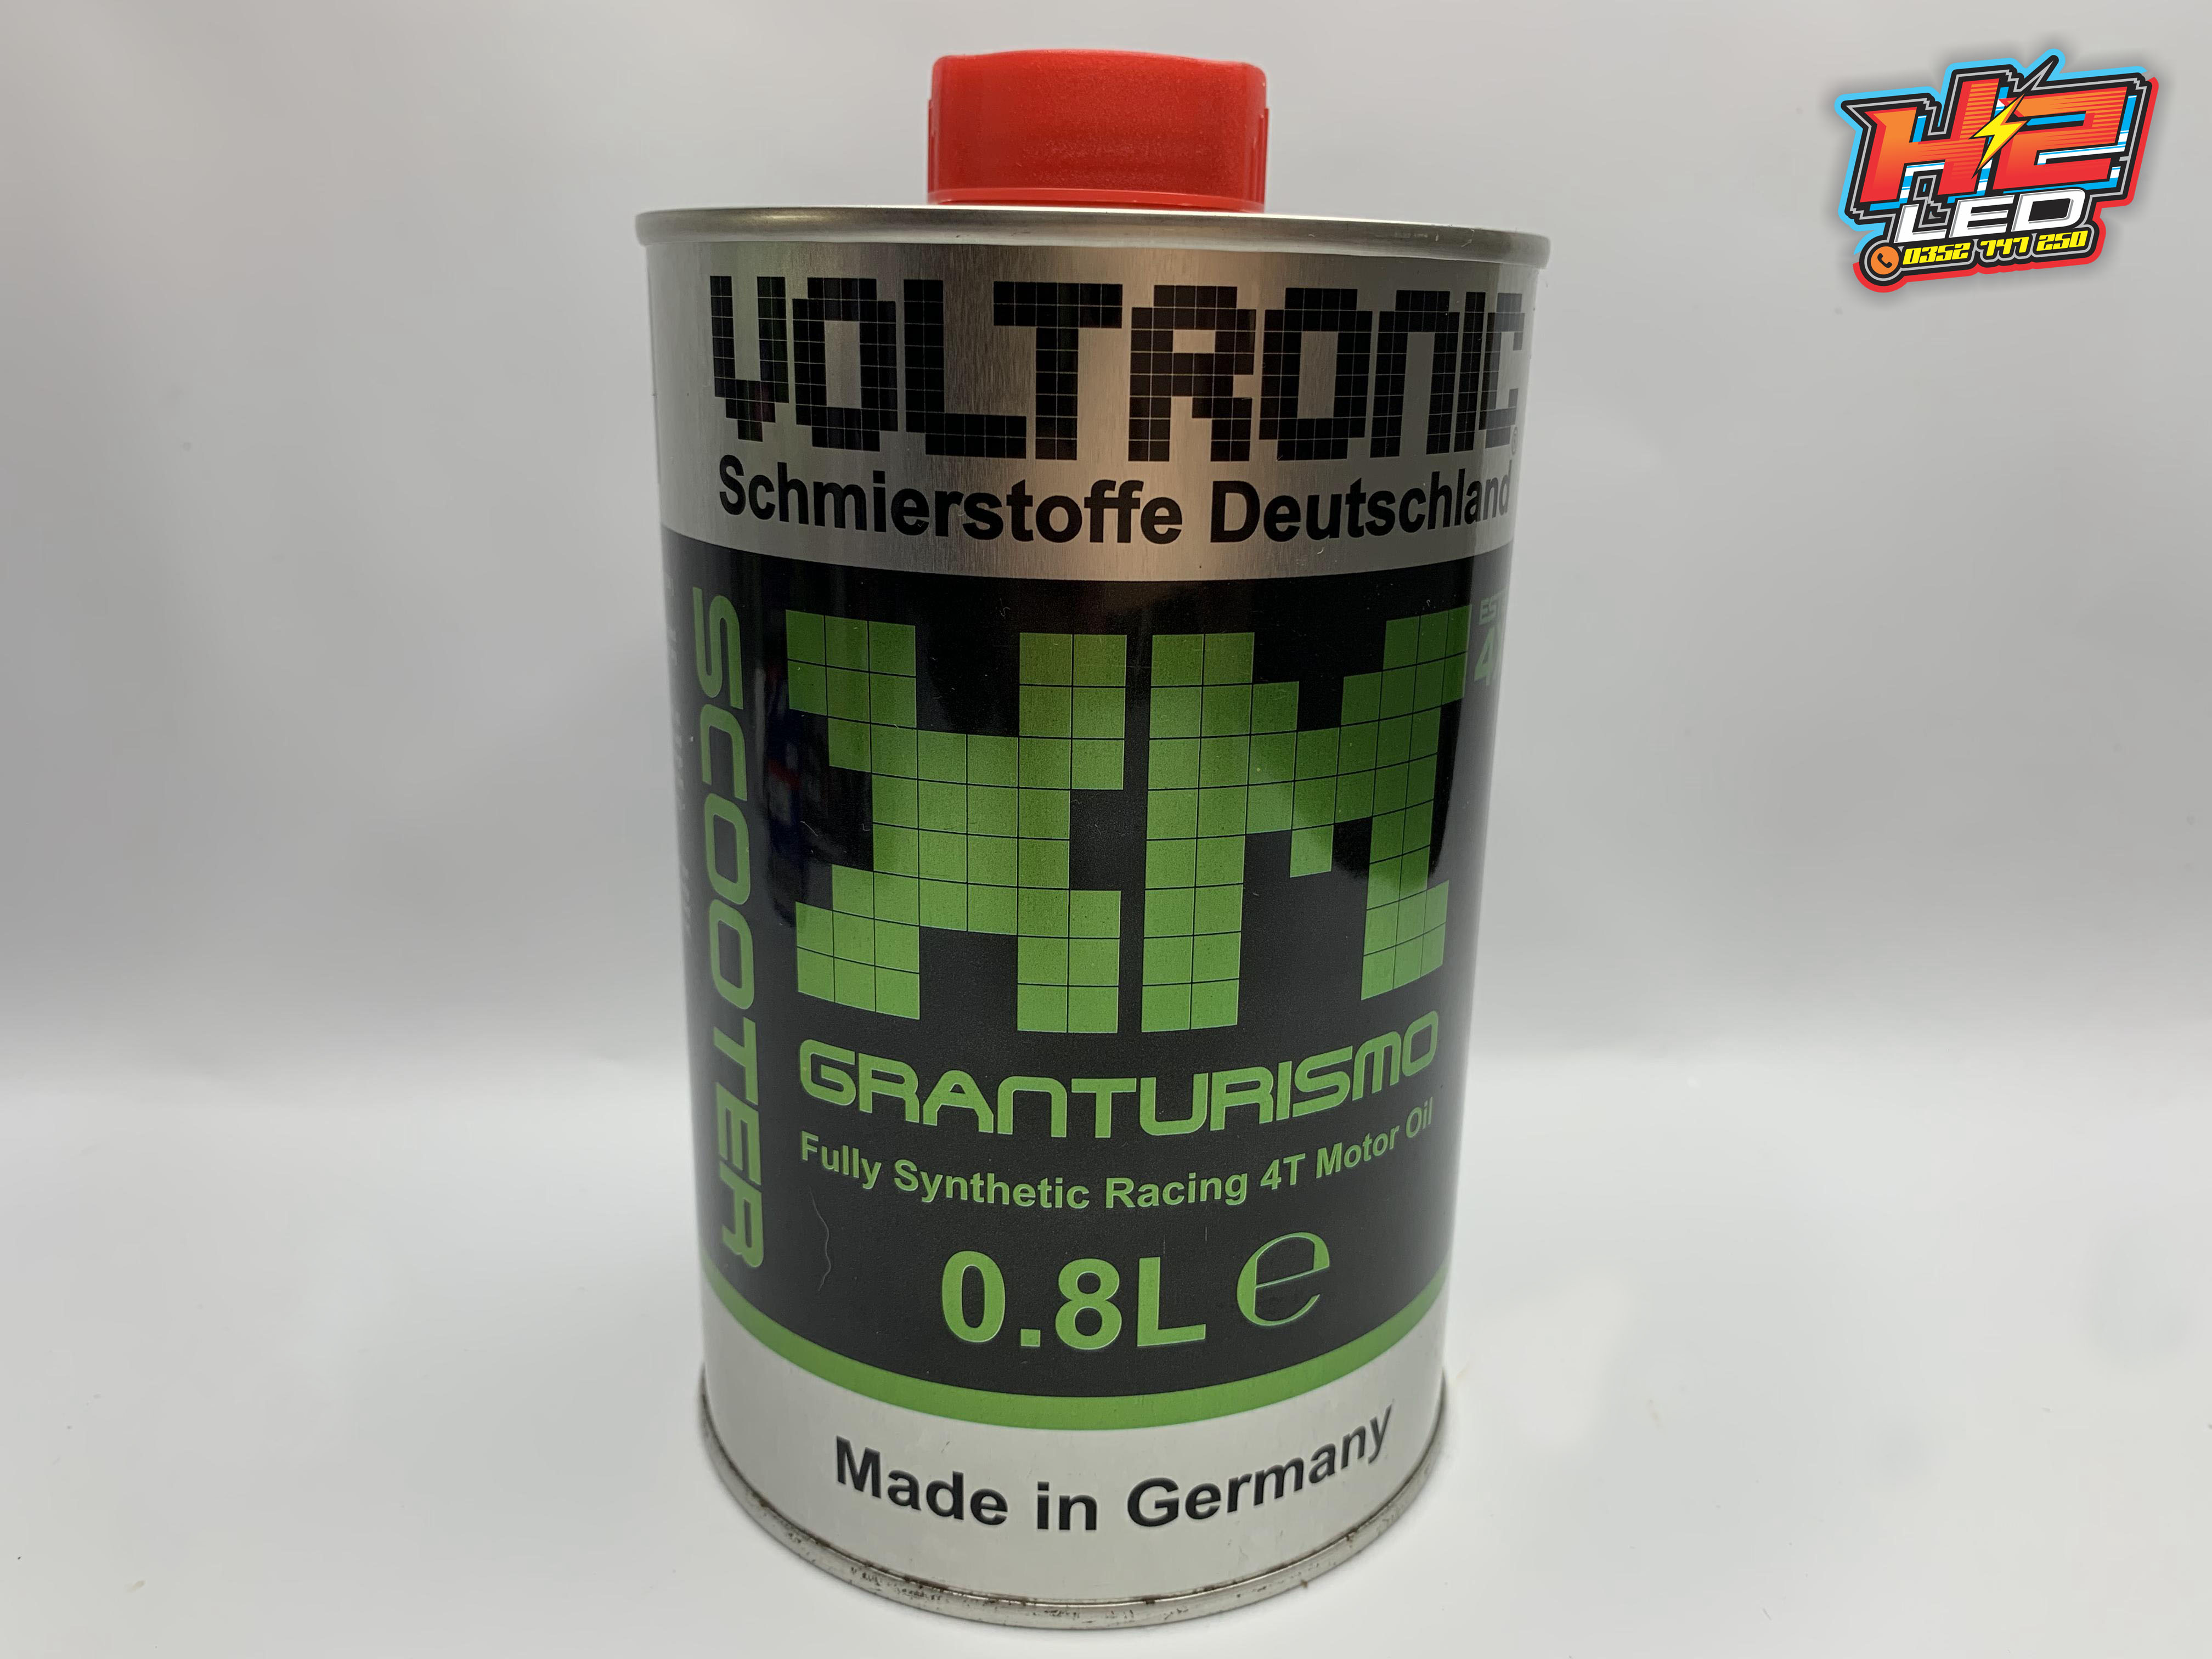 H2
LED
0352 747 250
VOLTRONIC®
Schmierstoffe Deutschland
SCOOTER
XM
GRANTURISMO
Fully Synthetic Racing 4T Motor Oil
0.8L ℮
Made in Germany